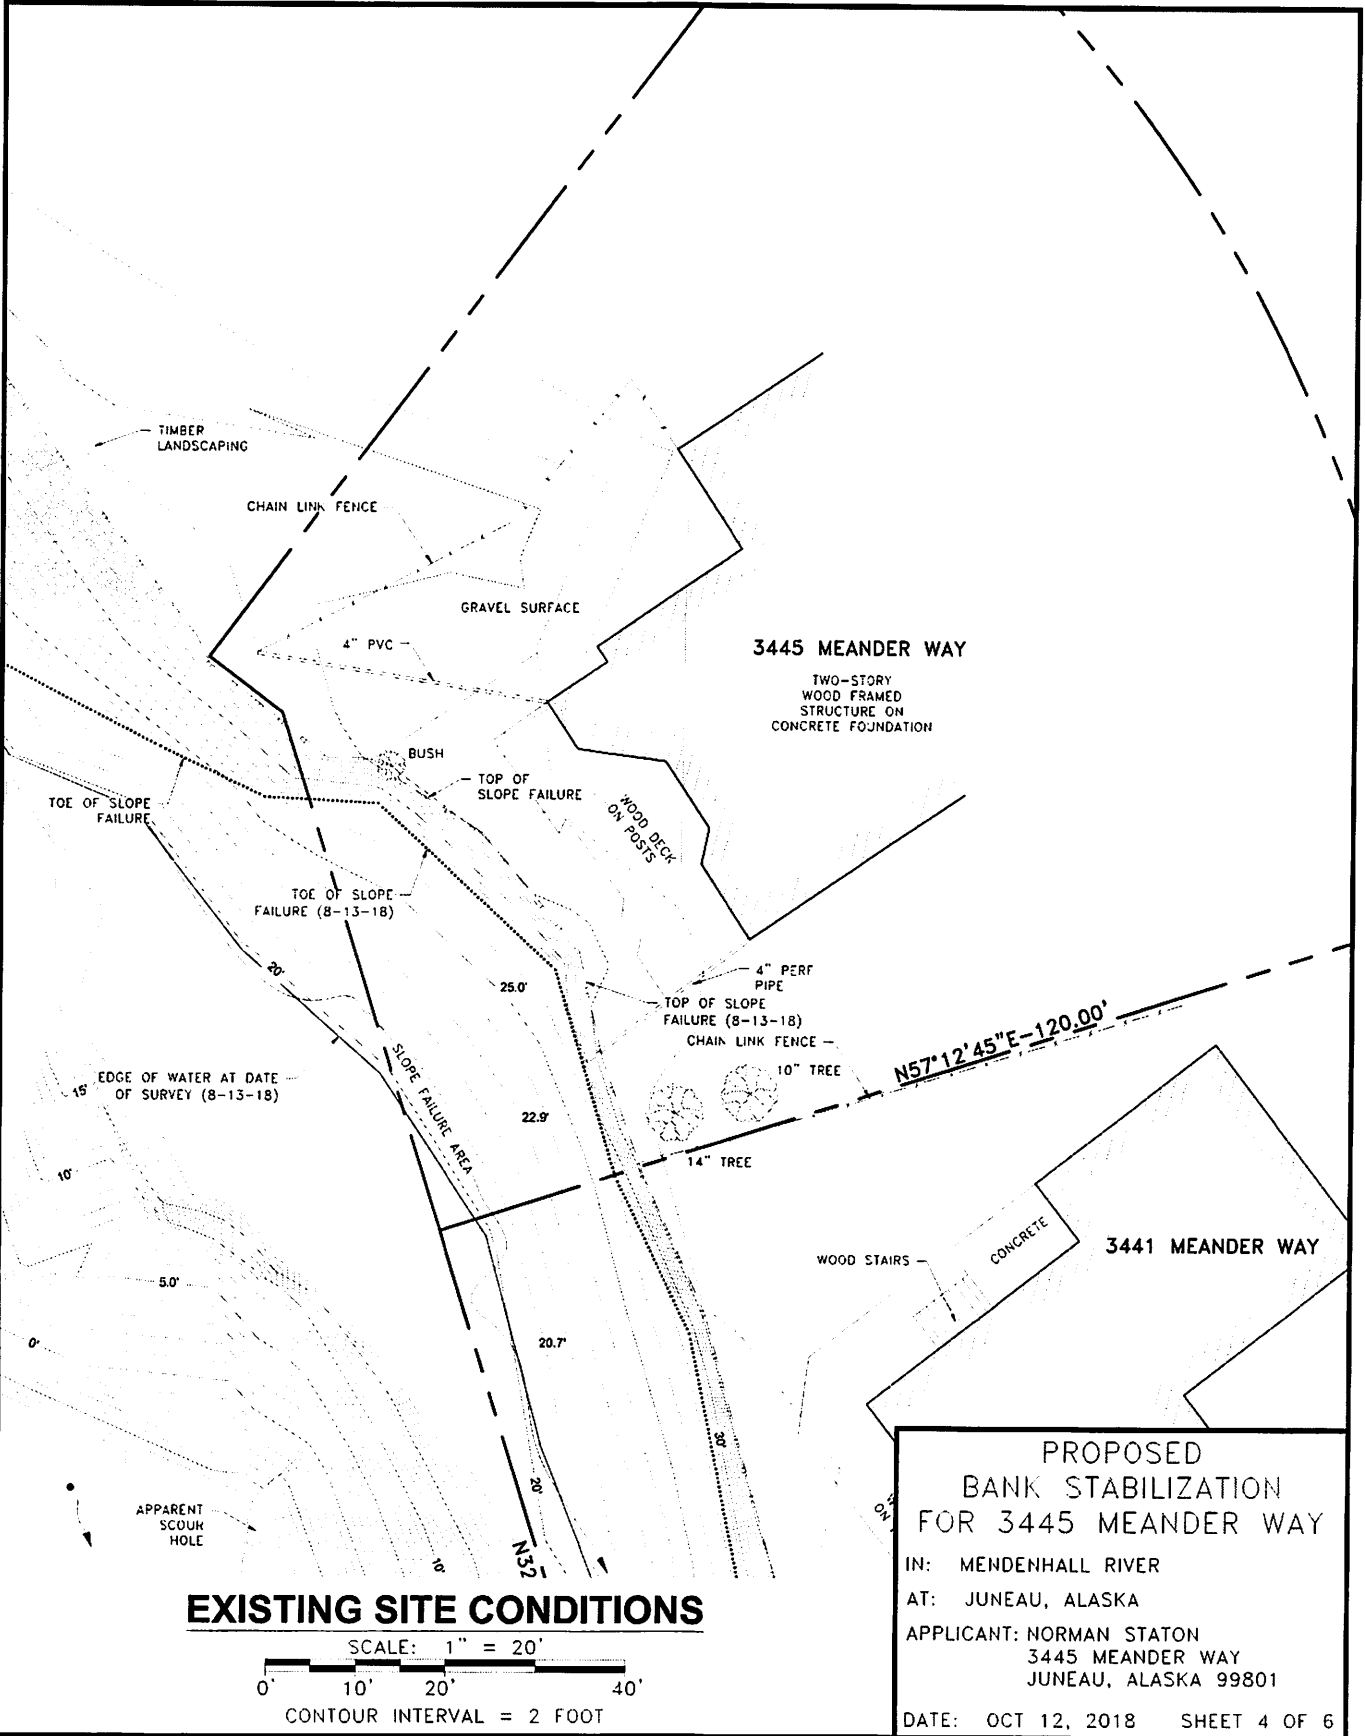 TIMBER
LANDSCAPING
CHAIN LINK FENCE
GRAVEL SURFACE
4" PVC
3445 MEANDER WAY
TWO-STORY
WOOD FRAMED
STRUCTURE ON
CONCRETE FOUNDATION
BUSH
TOP OF
SLOPE FAILURE
TOE OF SLOPE
FAILURE
WOOD DECK
ON POSTS
TOE OF SLOPE
FAILURE (8-13-18)
20'
25.0'
4" PERF
PIPE
TOP OF SLOPE
FAILURE (8-13-18)
CHAIN LINK FENCE
N57°12'45"E-120.00'
10" TREE
EDGE OF WATER AT DATE
OF SURVEY (8-13-18)
15'
SLOPE FAILURE AREA
22.9'
14" TREE
10'
WOOD STAIRS
CONCRETE
3441 MEANDER WAY
5.0'
0'
20.7'
30'
20'
APPARENT
SCOUR
HOLE
10'
N32
ON
EXISTING SITE CONDITIONS
SCALE: 1" = 20'
0' 10' 20' 40'
CONTOUR INTERVAL = 2 FOOT
PROPOSED
BANK STABILIZATION
FOR 3445 MEANDER WAY
IN: MENDENHALL RIVER
AT: JUNEAU, ALASKA
APPLICANT: NORMAN STATON
3445 MEANDER WAY
JUNEAU, ALASKA 99801
DATE: OCT 12, 2018 SHEET 4 OF 6